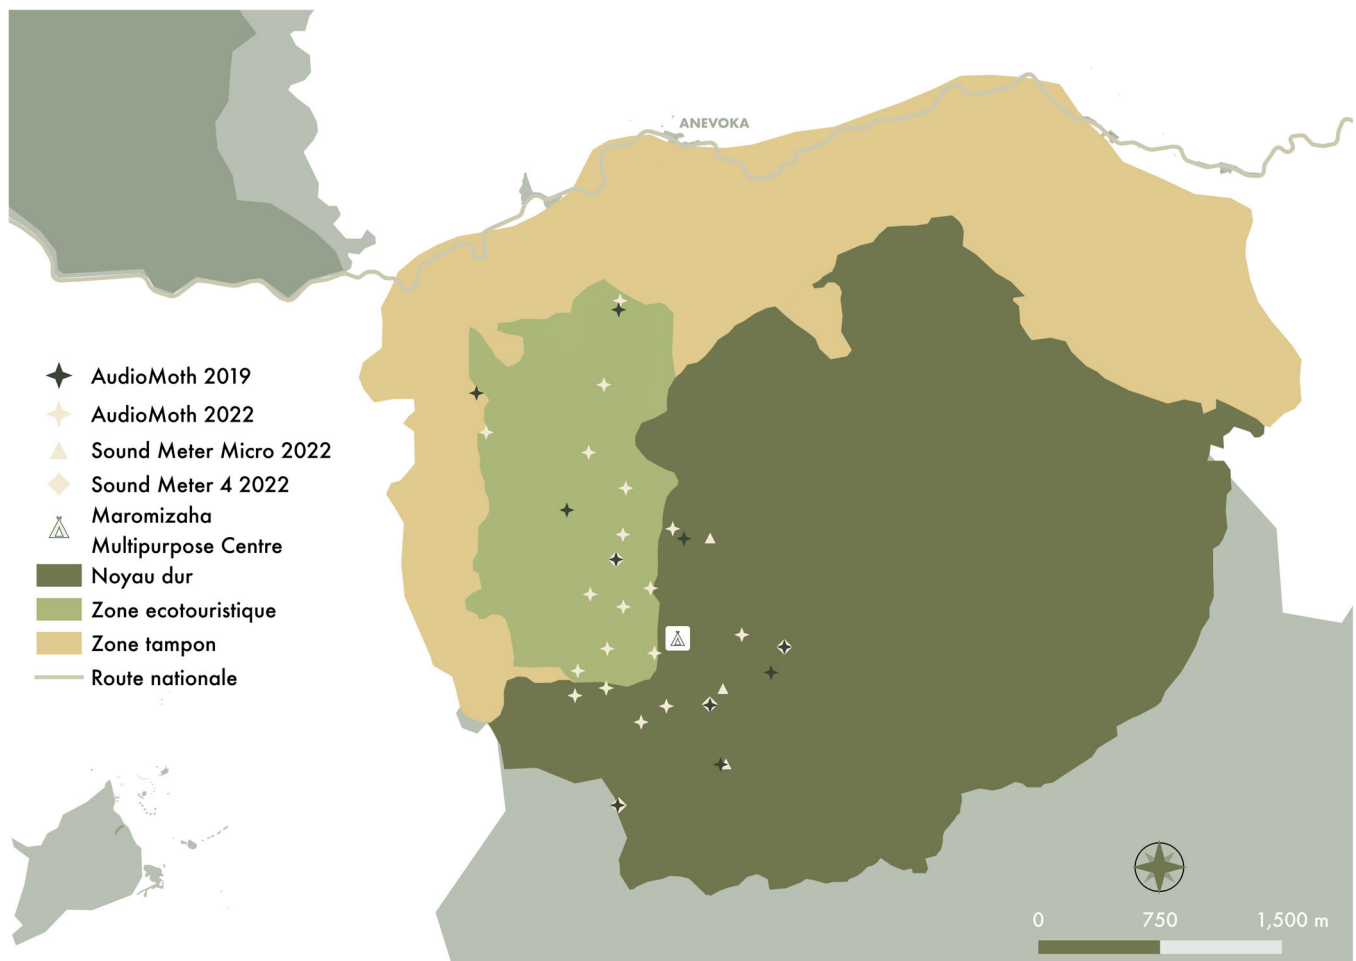 ANEVOKA
AudioMoth 2019
AudioMoth 2022
Sound Meter Micro 2022
Sound Meter 4 2022
Maromizaha
Multipurpose Centre
Noyau dur
Zone ecotouristique
Zone tampon
Route nationale
0 750 1,500 m